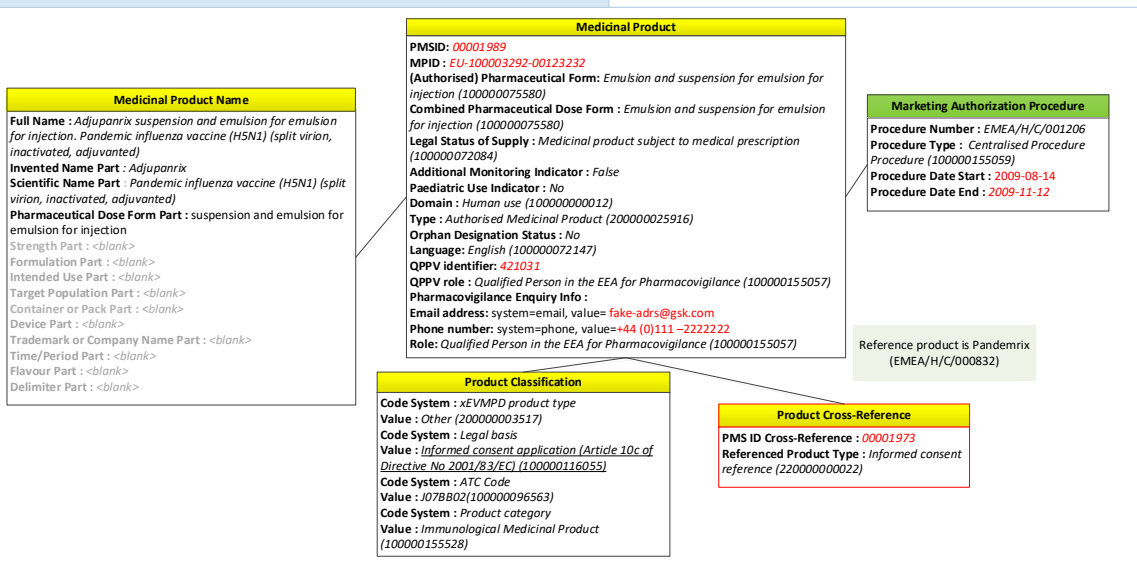 Medicinal Product
PMSID: 00001989
MPID : EU-100003292-00123232
(Authorised) Pharmaceutical Form: Emulsion and suspension for emulsion for
injection (100000075580)
Combined Pharmaceutical Dose Form : Emulsion and suspension for emulsion
for injection (100000075580)
Legal Status of Supply : Medicinal product subject to medical prescription
(100000072084)
Additional Monitoring Indicator : False
Paediatric Use Indicator : No
Domain : Human use (100000000012)
Type : Authorised Medicinal Product (200000025916)
Orphan Designation Status : No
Language: English (100000072147)
QPPV identifier: 421031
QPPV role : Qualified Person in the EEA for Pharmacovigilance (100000155057)
Pharmacovigilance Enquiry Info :
Email address: system=email, value= fake-adrs@gsk.com
Phone number: system=phone, value=+44 (0)111 –2222222
Role: Qualified Person in the EEA for Pharmacovigilance (100000155057)
Medicinal Product Name
Full Name : Adjupanrix suspension and emulsion for emulsion
for injection. Pandemic influenza vaccine (H5N1) (split virion,
inactivated, adjuvanted)
Invented Name Part : Adjupanrix
Scientific Name Part : Pandemic influenza vaccine (H5N1) (split
virion, inactivated, adjuvanted)
Pharmaceutical Dose Form Part : suspension and emulsion for
emulsion for injection
Strength Part : <blank>
Formulation Part : <blank>
Intended Use Part : <blank>
Target Population Part : <blank>
Container or Pack Part : <blank>
Device Part : <blank>
Trademark or Company Name Part : <blank>
Time/Period Part : <blank>
Flavour Part : <blank>
Delimiter Part : <blank>
Marketing Authorization Procedure
Procedure Number : EMEA/H/C/001206
Procedure Type : Centralised Procedure
Procedure (100000155059)
Procedure Date Start : 2009-08-14
Procedure Date End : 2009-11-12
Reference product is Pandemrix
(EMEA/H/C/000832)
Product Classification
Code System : xEVMPD product type
Value : Other (200000003517)
Code System : Legal basis
Value : Informed consent application (Article 10c of
Directive No 2001/83/EC) (100000116055)
Code System : ATC Code
Value : J07BB02(100000096563)
Code System : Product category
Value : Immunological Medicinal Product
(100000155528)
Product Cross-Reference
PMS ID Cross-Reference : 00001973
Referenced Product Type : Informed consent
reference (220000000022)